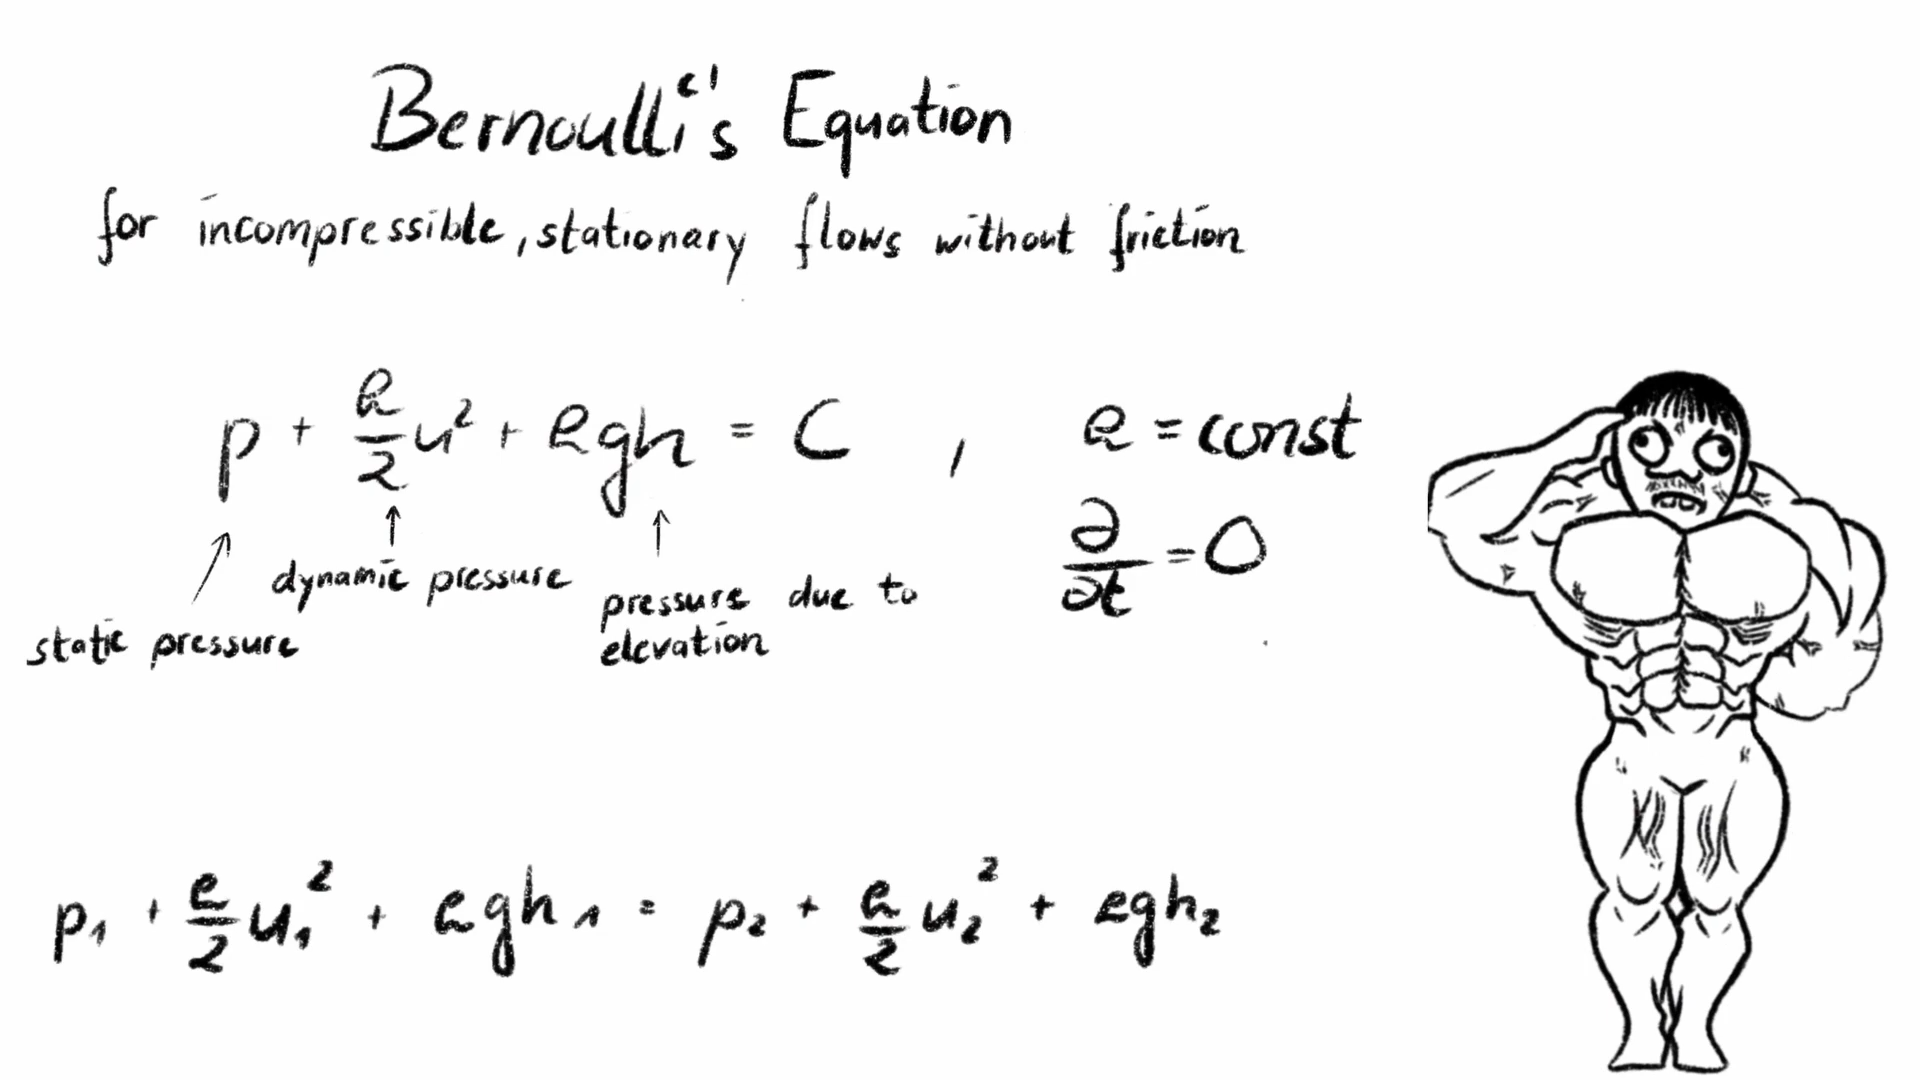 Bernoulli's Equation
for incompressible, stationary flows without friction
p + ϱ/2 u² + ϱgh = C , ϱ = const
∂/∂t = 0
dynamic pressure
static pressure
pressure due to
elevation
p₁ + ϱ/2 u₁² + ϱgh₁ = p₂ + ϱ/2 u₂² + ϱgh₂